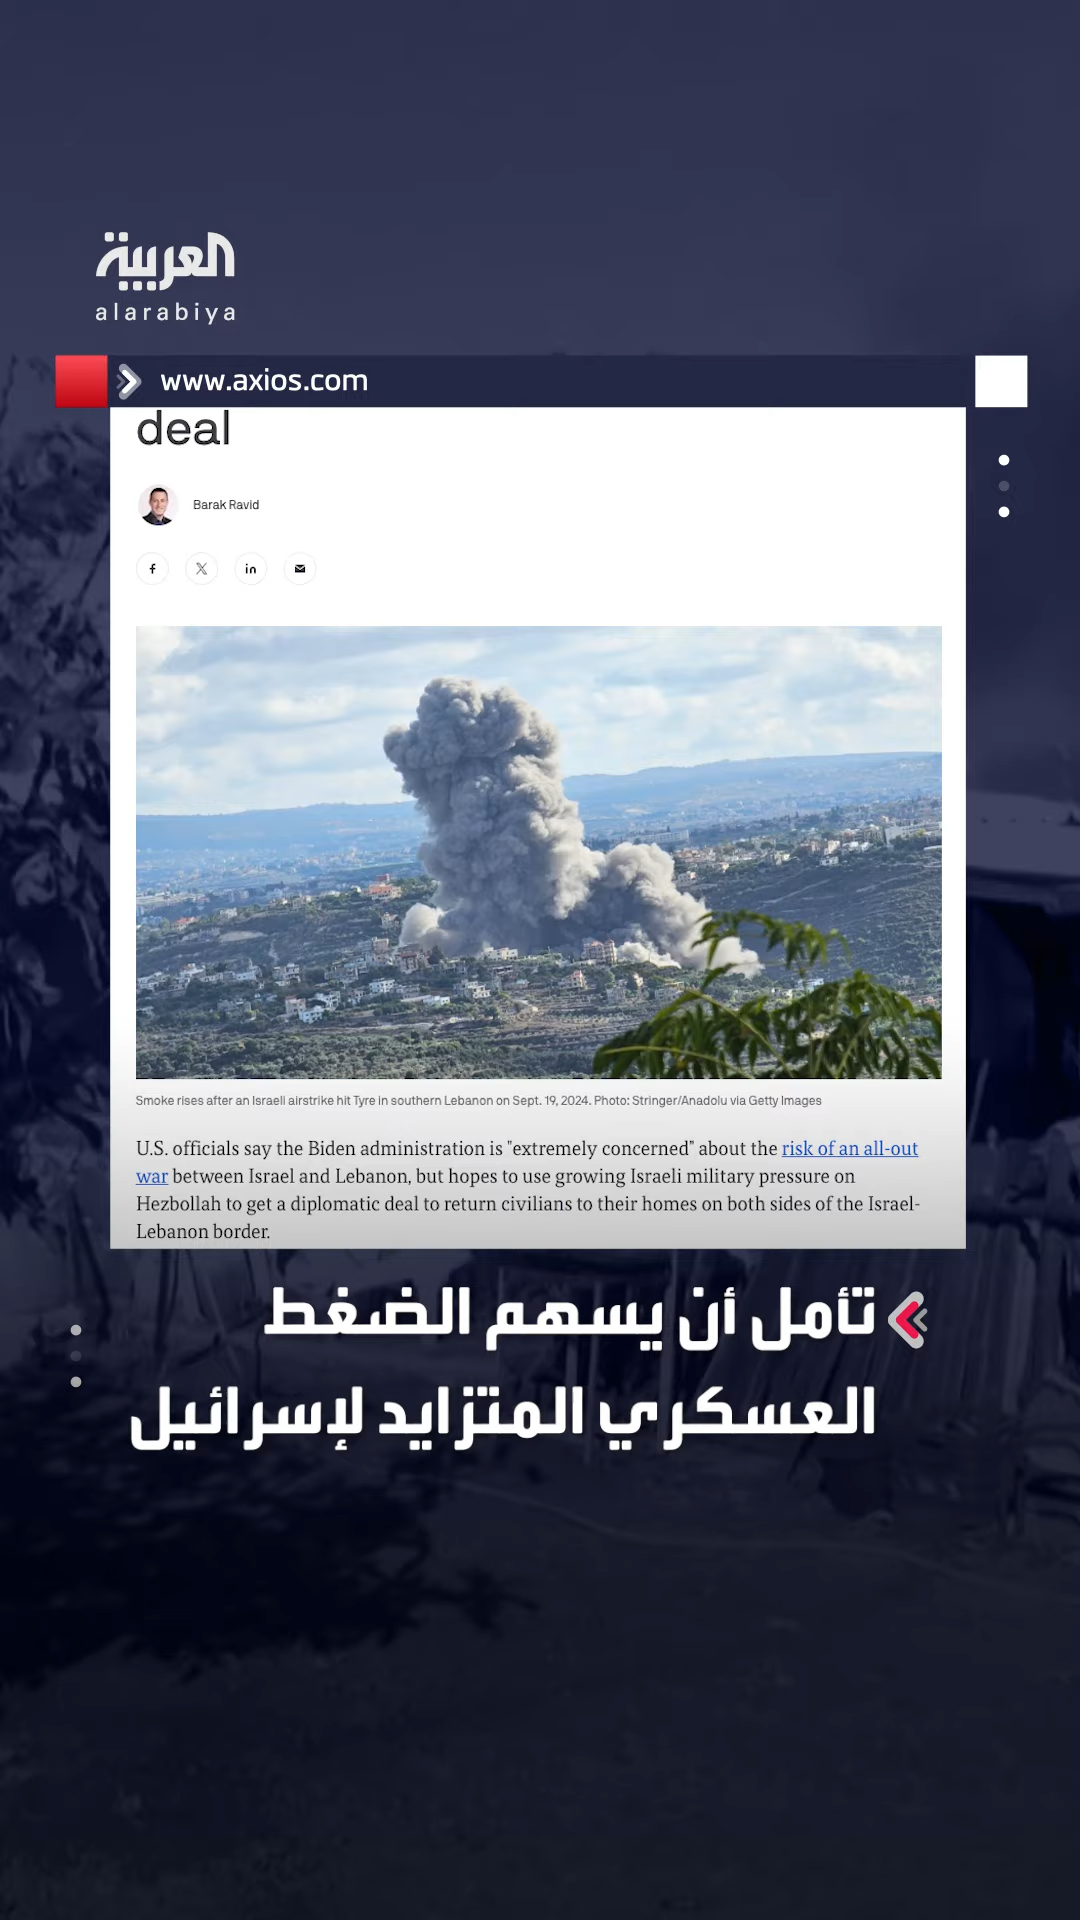 العربية
alarabiya
www.axios.com
deal
Barak Ravid
Smoke rises after an Israeli airstrike hit Tyre in southern Lebanon on Sept. 19, 2024. Photo: Stringer/Anadolu via Getty Images
U.S. officials say the Biden administration is "extremely concerned" about the risk of an all-out
war between Israel and Lebanon, but hopes to use growing Israeli military pressure on
Hezbollah to get a diplomatic deal to return civilians to their homes on both sides of the Israel-
Lebanon border.
تأمل أن يسهم الضغط
العسكري المتزايد لإسرائيل